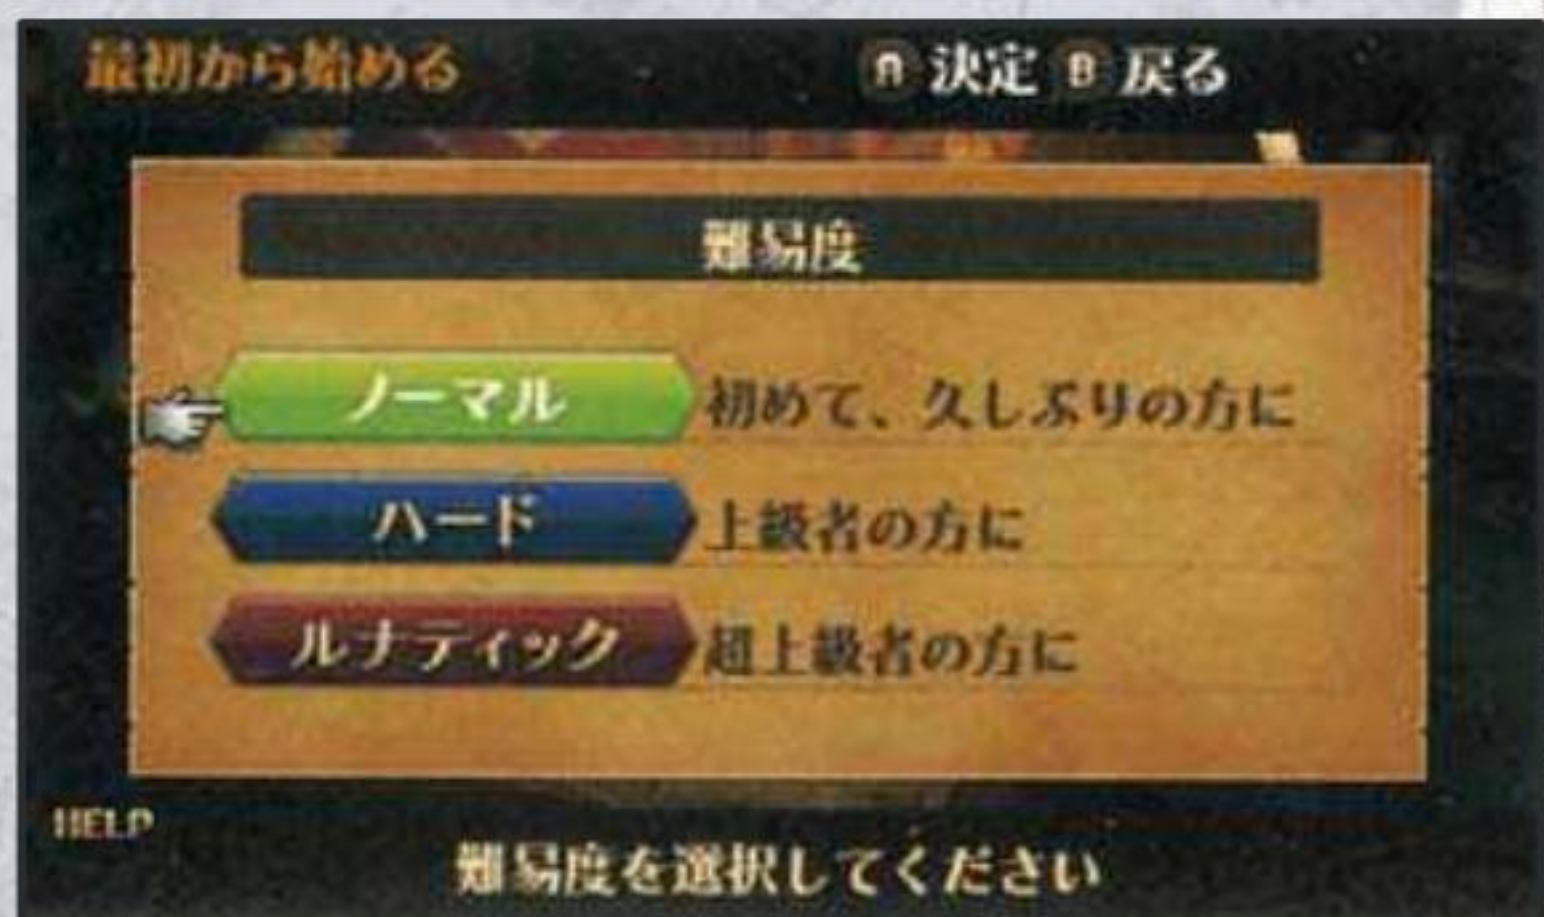 最初から始める
A 決定 B 戻る
難易度
ノーマル 初めて、久しぶりの方に
ハード 上級者の方に
ルナティック 超上級者の方に
HELP
難易度を選択してください